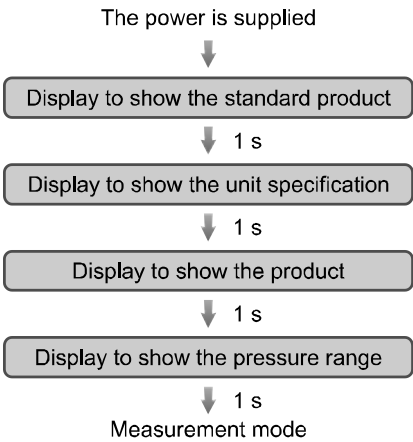 The power is supplied
Display to show the standard product
1 s
Display to show the unit specification
1 s
Display to show the product
1 s
Display to show the pressure range
1 s
Measurement mode